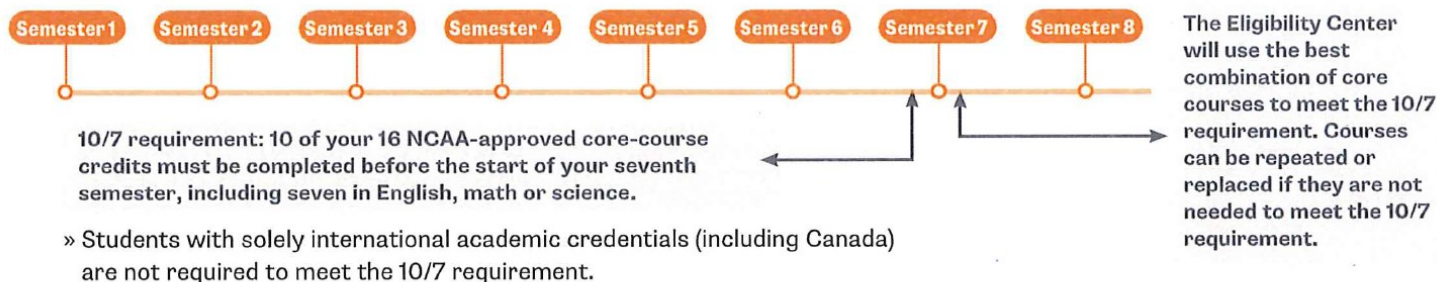 Semester 1 Semester 2 Semester 3 Semester 4 Semester 5 Semester 6 Semester 7 Semester 8
10/7 requirement: 10 of your 16 NCAA-approved core-course
credits must be completed before the start of your seventh
semester, including seven in English, math or science.
» Students with solely international academic credentials (including Canada)
are not required to meet the 10/7 requirement.
The Eligibility Center
will use the best
combination of core
courses to meet the 10/7
requirement. Courses
can be repeated or
replaced if they are not
needed to meet the 10/7
requirement.